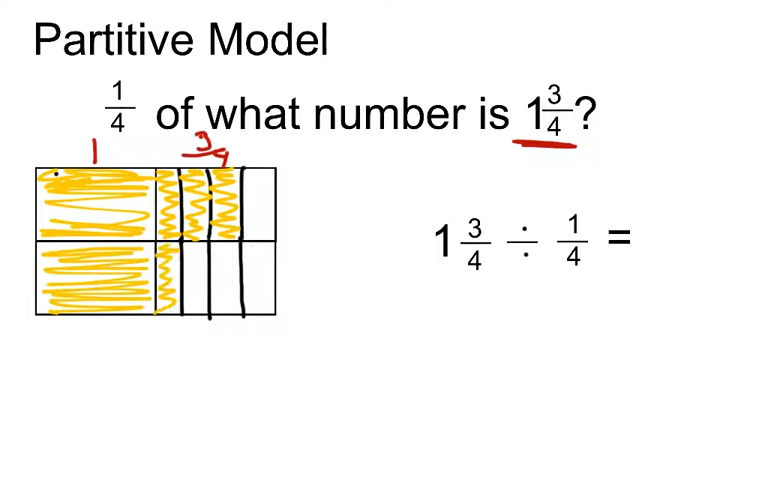 Partitive Model
1/4 of what number is 1 3/4?
1 3/4
1 3/4 ÷ 1/4 =